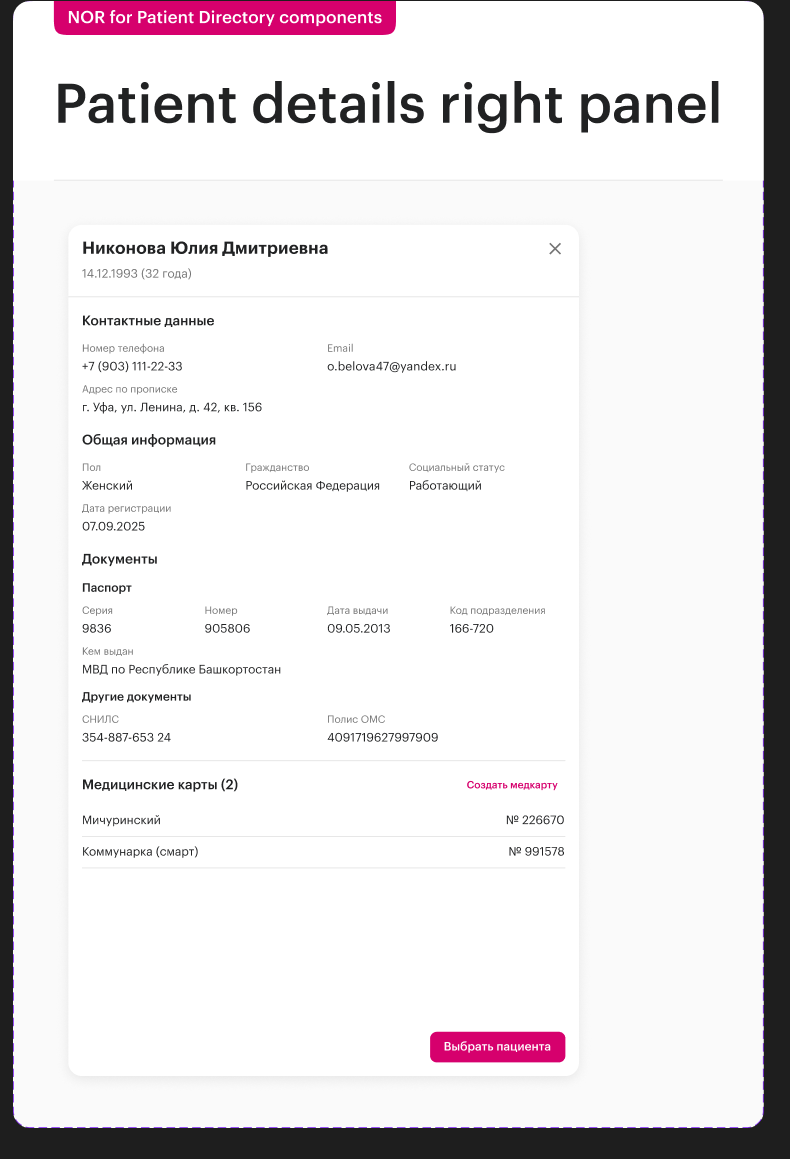 NOR for Patient Directory components
Patient details right panel
Никонова Юлия Дмитриевна
14.12.1993 (32 года)
Контактные данные
Номер телефона Email
+7 (903) 111-22-33 o.belova47@yandex.ru
Адрес по прописке
г. Уфа, ул. Ленина, д. 42, кв. 156
Общая информация
Пол Гражданство Социальный статус
Женский Российская Федерация Работающий
Дата регистрации
07.09.2025
Документы
Паспорт
Серия Номер Дата выдачи Код подразделения
9836 905806 09.05.2013 166-720
Кем выдан
МВД по Республике Башкортостан
Другие документы
СНИЛС Полис ОМС
354-887-653 24 4091719627997909
Медицинские карты (2) Создать медкарту
Мичуринский № 226670
Коммунарка (смарт) № 991578
Выбрать пациента